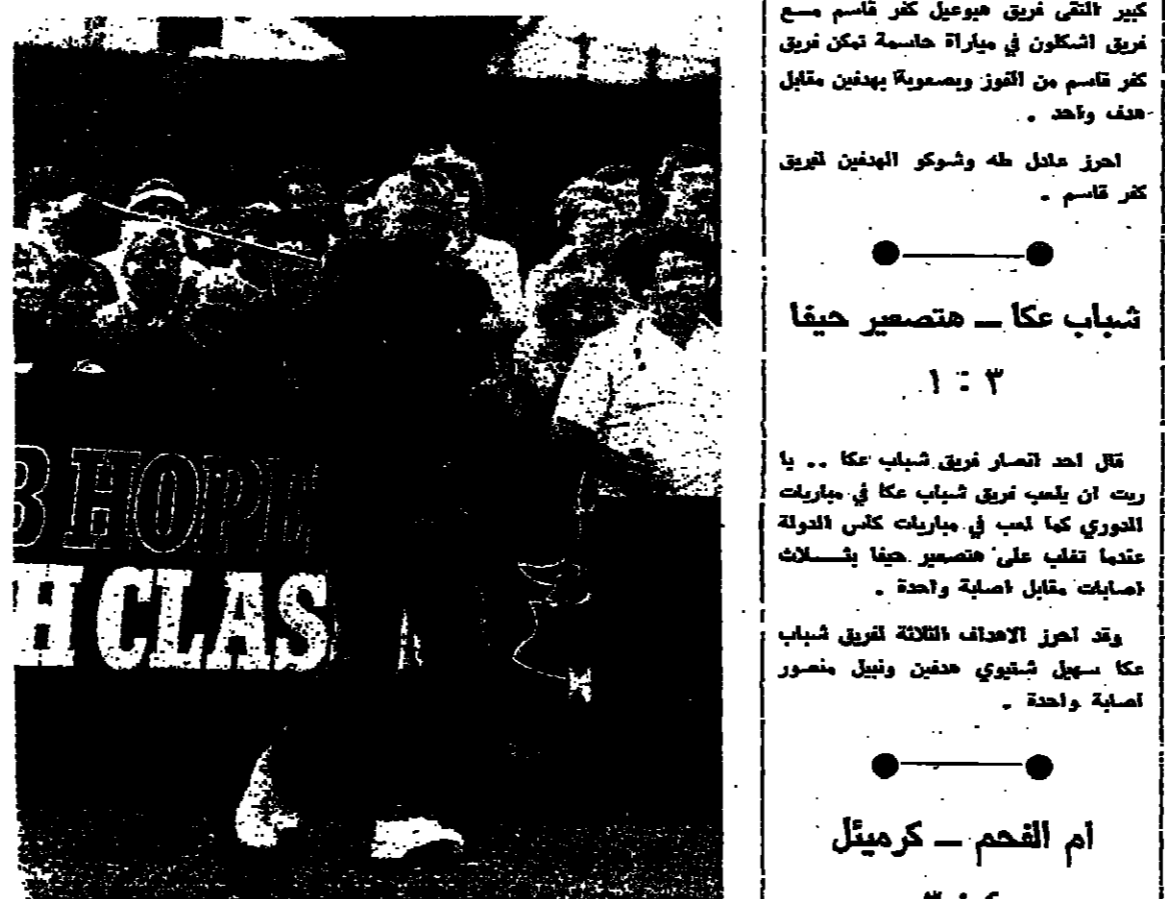 كبير التقى فريق هبوعيل كفر قاسم مـــع
فريق اشكلون في مباراة حاسمة تمكن فريق
كفر قاسم من الفوز وبصعوبة بهدفين مقابل
هدف واحد .
احرز عادل طه وشوكو الهدفين لفريق
كفر قاسم .
شباب عكا ــ هتصعير حيفا
٣ : ١
قال احد انصار فريق شباب عكا .. يا
ريت ان يلعب فريق شباب عكا في مباريات
الدوري كما لعب في مباريات كأس الدولة
عندما تغلب على هتصعير حيفا بثــــلاث
اصابات مقابل اصابة واحدة .
وقد احرز الاهداف الثلاثة لفريق شباب
عكا سهيل شتيوي هدفين ونبيل منصور
اصابة واحدة .
ام الفحم ــ كرميئل
B HOPE
H CLAS